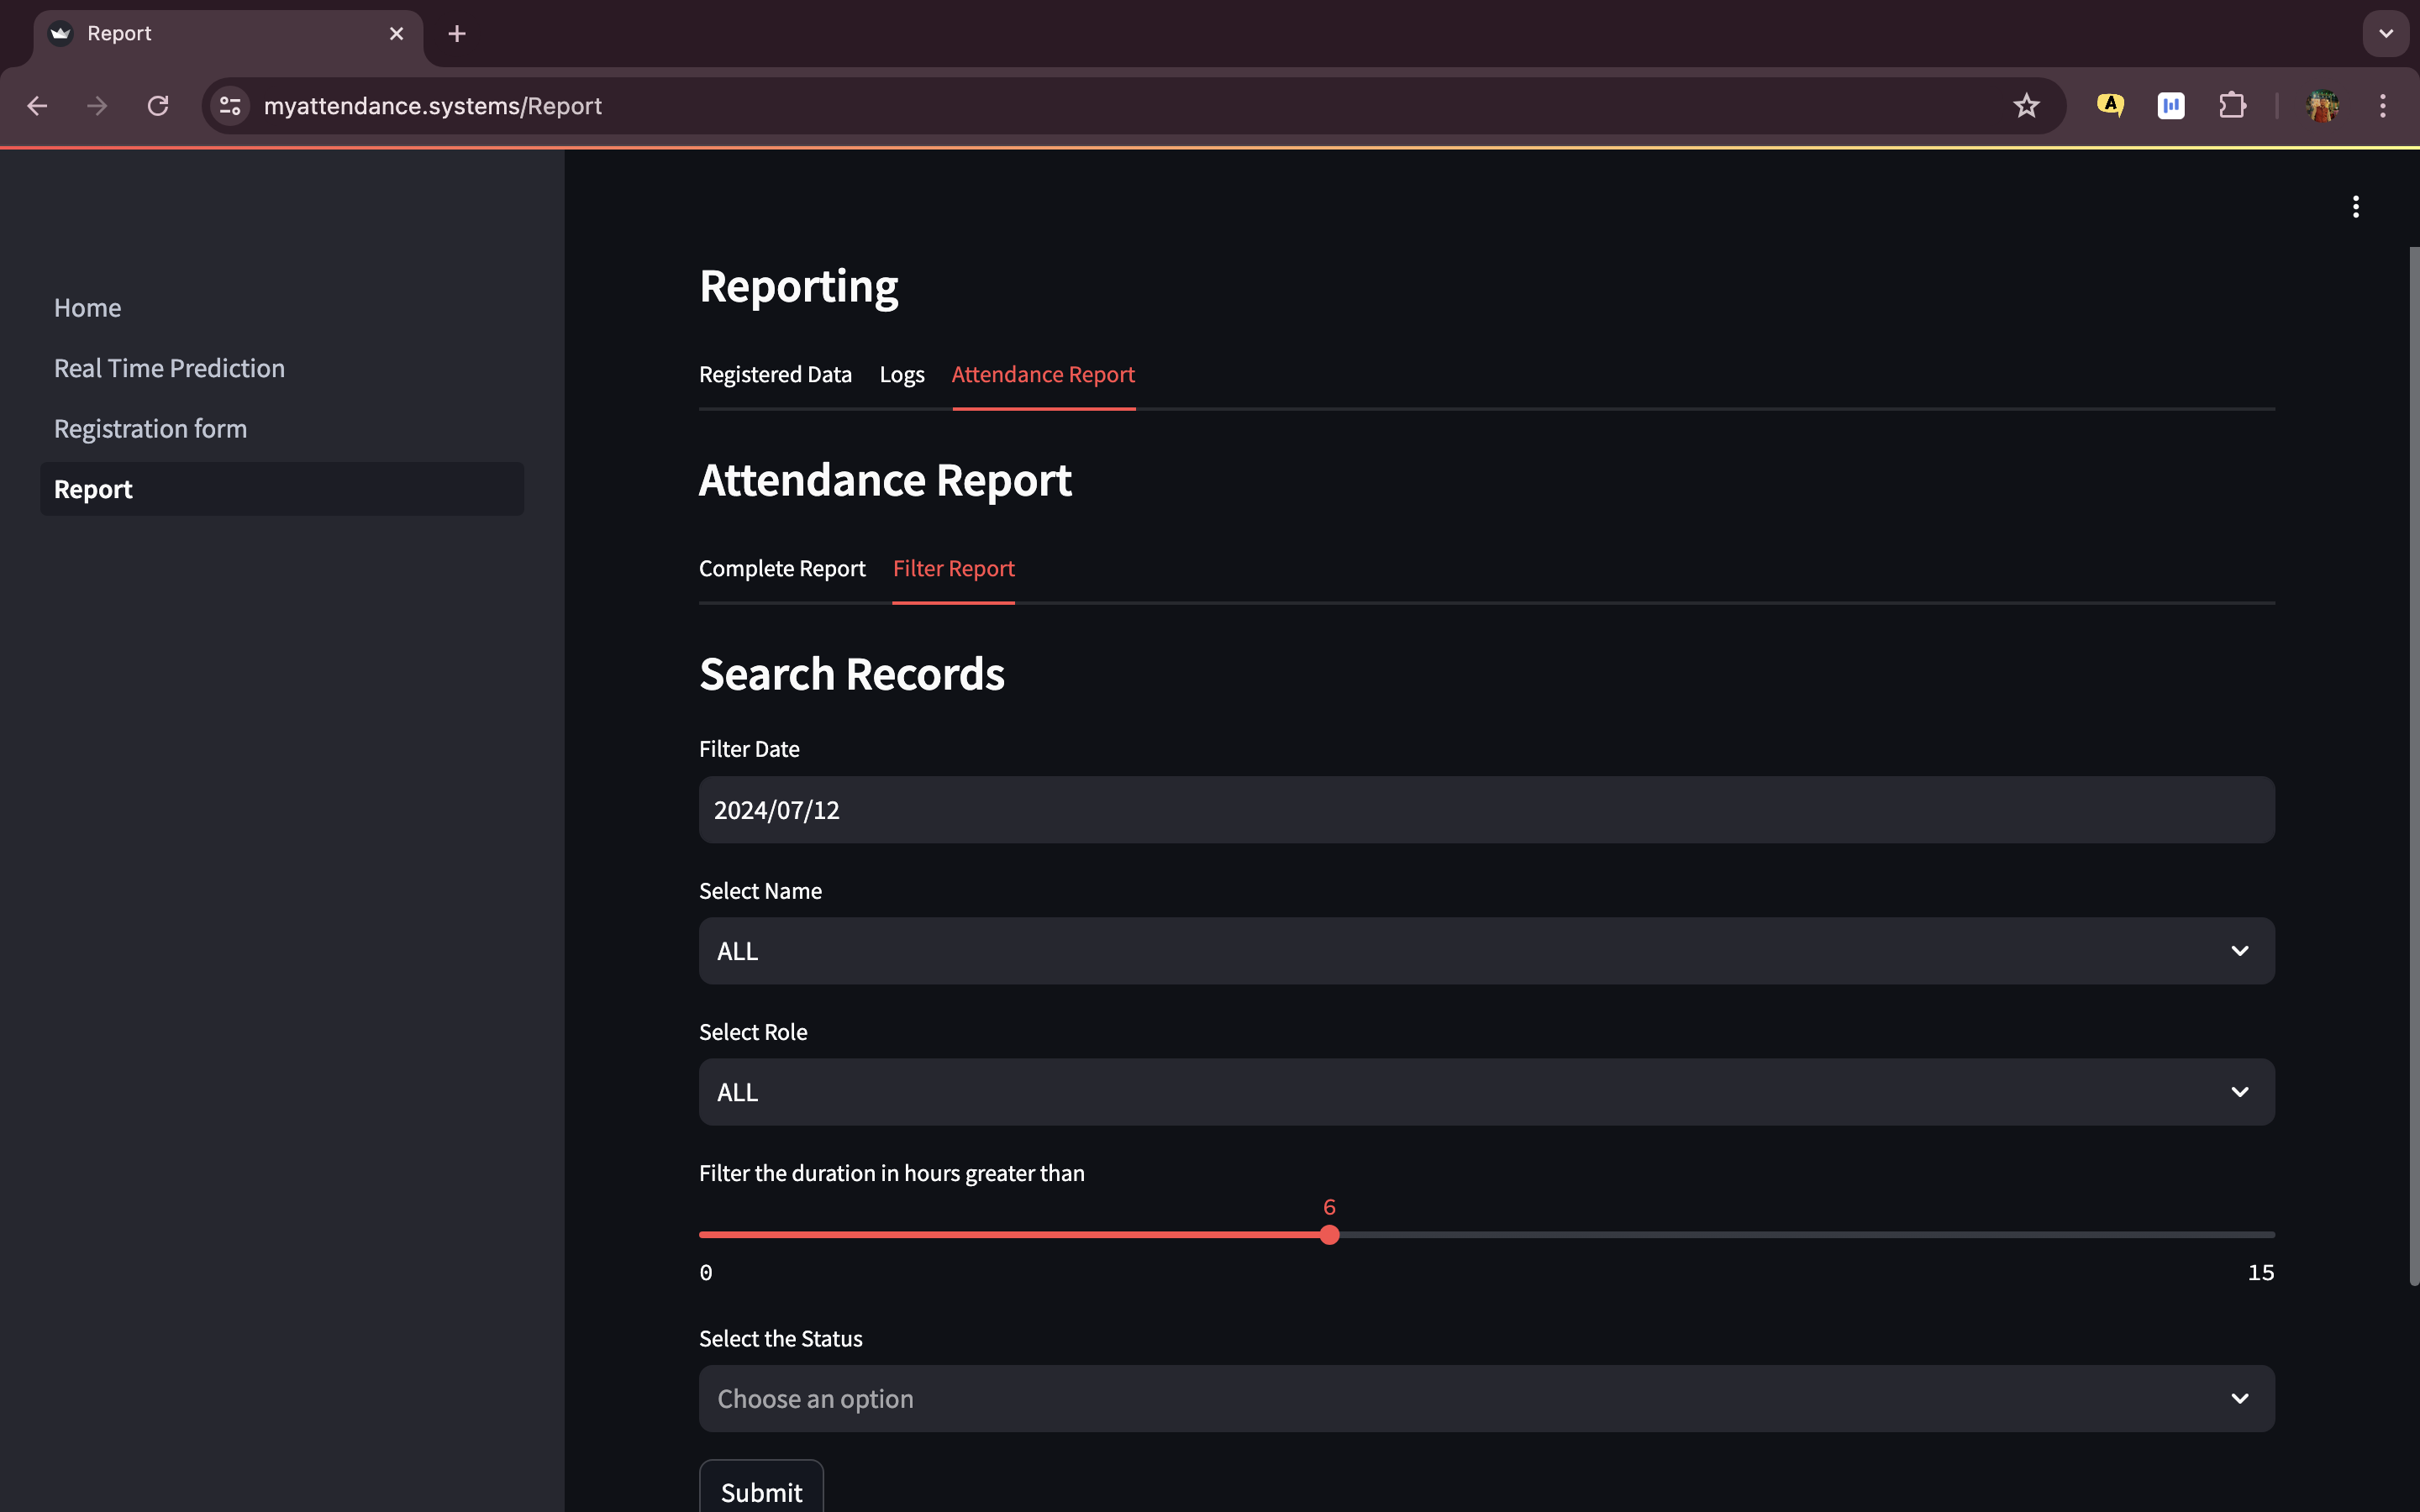 Report
myattendance.systems/Report
A
Home
Real Time Prediction
Registration form
Report
Reporting
Registered Data Logs Attendance Report
Attendance Report
Complete Report Filter Report
Search Records
Filter Date
2024/07/12
Select Name
ALL
Select Role
ALL
Filter the duration in hours greater than
6
0 15
Select the Status
Choose an option
Submit